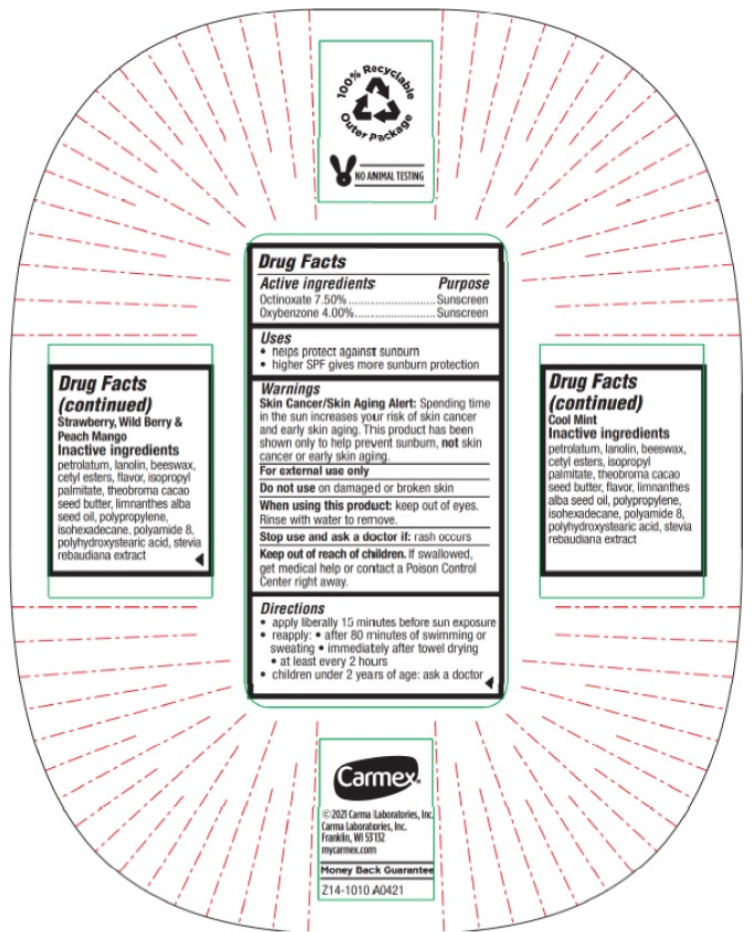 100% Recyclable
Outer Package
NO ANIMAL TESTING
Drug Facts
Active ingredients Purpose
Octinoxate 7.50%............................Sunscreen
Oxybenzone 4.00%..........................Sunscreen
Uses
• helps protect against sunburn
• higher SPF gives more sunburn protection
Warnings
Skin Cancer/Skin Aging Alert: Spending time
in the sun increases your risk of skin cancer
and early skin aging. This product has been
shown only to help prevent sunburn, not skin
cancer or early skin aging.
For external use only
Do not use on damaged or broken skin
When using this product: keep out of eyes.
Rinse with water to remove.
Stop use and ask a doctor if: rash occurs
Keep out of reach of children. If swallowed,
get medical help or contact a Poison Control
Center right away.
Directions
• apply liberally 15 minutes before sun exposure
• reapply: • after 80 minutes of swimming or
sweating • immediately after towel drying
• at least every 2 hours
• children under 2 years of age: ask a doctor
Drug Facts
(continued)
Strawberry, Wild Berry &
Peach Mango
Inactive ingredients
petrolatum, lanolin, beeswax,
cetyl esters, flavor, isopropyl
palmitate, theobroma cacao
seed butter, limnanthes alba
seed oil, polypropylene,
isohexadecane, polyamide 8,
polyhydroxystearic acid, stevia
rebaudiana extract
Drug Facts
(continued)
Cool Mint
Inactive ingredients
petrolatum, lanolin, beeswax,
cetyl esters, isopropyl
palmitate, theobroma cacao
seed butter, flavor, limnanthes
alba seed oil, polypropylene,
isohexadecane, polyamide 8,
polyhydroxystearic acid, stevia
rebaudiana extract
Carmex®
©2021 Carma Laboratories, Inc.
Carma Laboratories, Inc.
Franklin, WI 53132
mycarmex.com
Money Back Guarantee
Z14-1010 A0421